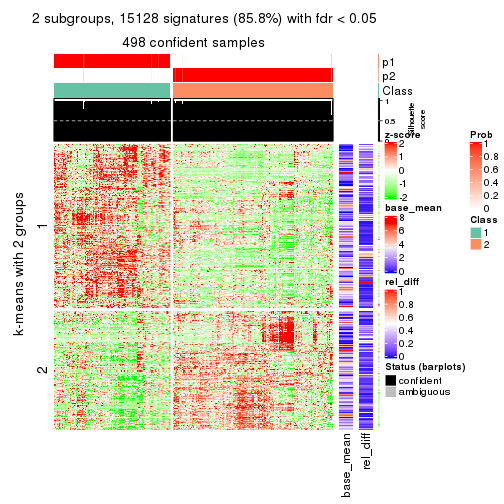 2 subgroups, 15128 signatures (85.8%) with fdr < 0.05
498 confident samples
p1
p2
Class
1
0.5
0
Silhouette
score
k-means with 2 groups
1
2
base_mean
rel_diff
z-score
2
1
0
-1
-2
base_mean
8
6
4
2
0
rel_diff
1
0.8
0.6
0.4
0.2
0
Status (barplots)
confident
ambiguous
Prob
1
0.8
0.6
0.4
0.2
0
Class
1
2